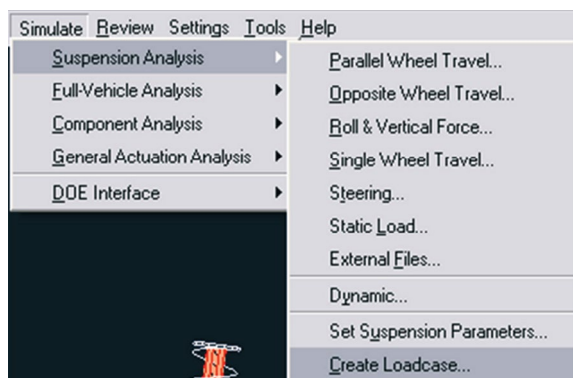 Simulate Review Settings Tools Help
Suspension Analysis
Full-Vehicle Analysis
Component Analysis
General Actuation Analysis
DOE Interface
Parallel Wheel Travel...
Opposite Wheel Travel...
Roll & Vertical Force...
Single Wheel Travel...
Steering...
Static Load...
External Files...
Dynamic...
Set Suspension Parameters...
Create Loadcase...